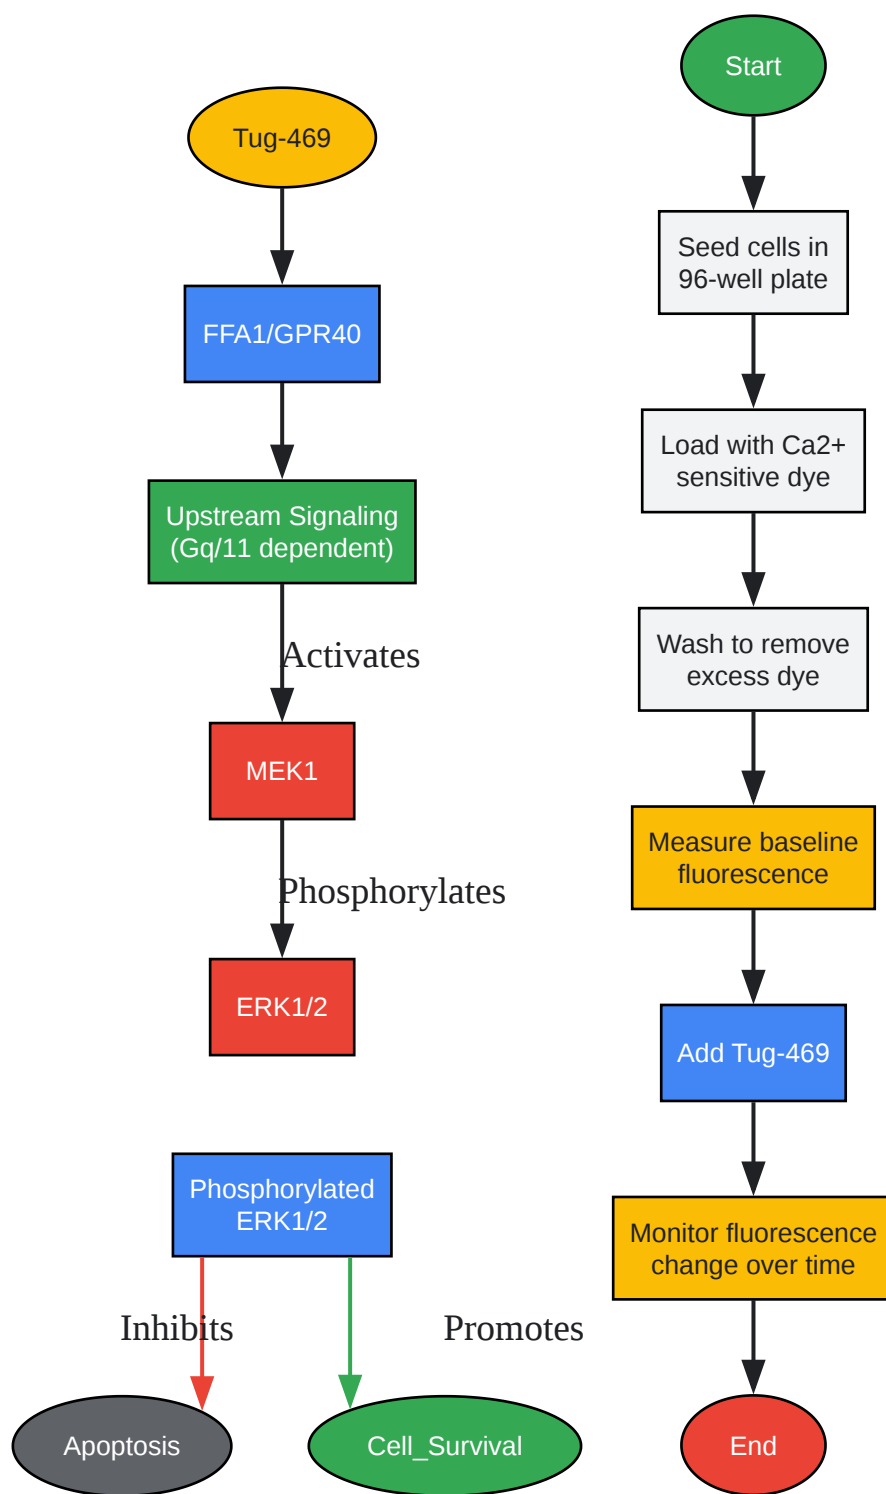 Tug-469
FFA1/GPR40
Upstream Signaling
(Gq/11 dependent)
Activates
MEK1
Phosphorylates
ERK1/2
Phosphorylated
ERK1/2
Inhibits
Promotes
Apoptosis
Cell_Survival
Start
Seed cells in
96-well plate
Load with Ca2+
sensitive dye
Wash to remove
excess dye
Measure baseline
fluorescence
Add Tug-469
Monitor fluorescence
change over time
End